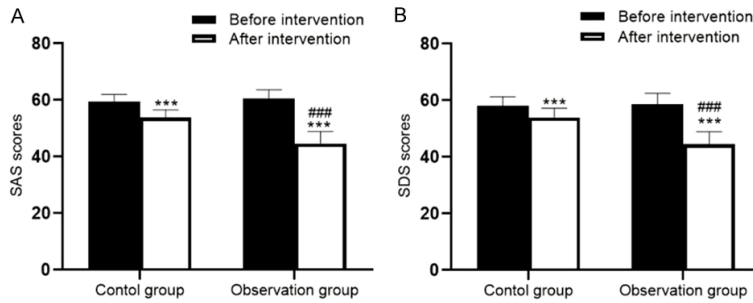 A
Before intervention
After intervention
80
60
40
20
0
SAS scores
***
###
***
Contol group
Observation group
B
Before intervention
After intervention
80
60
40
20
0
SDS scores
***
###
***
Contol group
Observation group